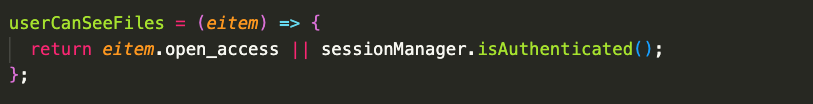 userCanSeeFiles = (eitem) => {
return eitem.open_access || sessionManager.isAuthenticated();
};